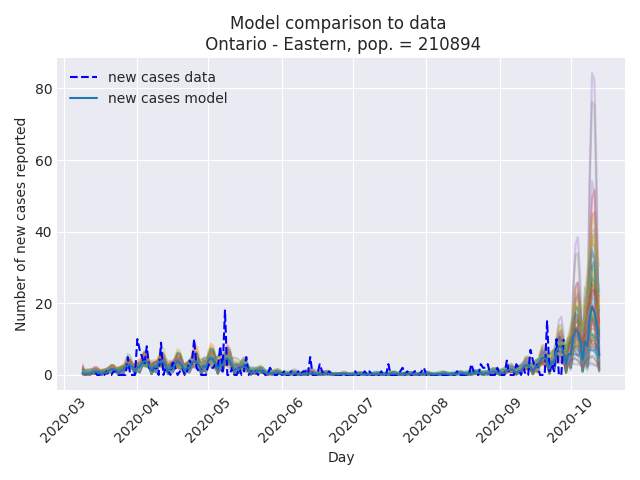 Model comparison to data
Ontario - Eastern, pop. = 210894
new cases data
new cases model
Number of new cases reported
80
60
40
20
0
2020-03
2020-04
2020-05
2020-06
2020-07
2020-08
2020-09
2020-10
Day